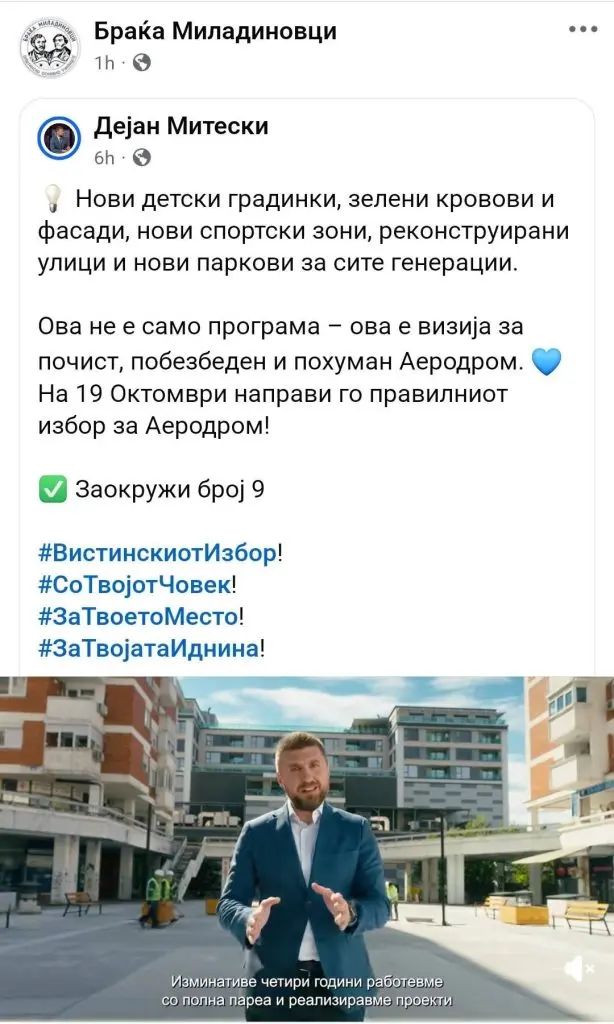 БРАЌА МИЛАДИНОВЦИ
Браќа Миладиновци
1h
Дејан Митески
6h
Нови детски градинки, зелени кровови и
фасади, нови спортски зони, реконструирани
улици и нови паркови за сите генерации.
Ова не е само програма – ова е визија за
почист, побезбеден и похуман Аеродром. 💙
На 19 Октомври направи го правилниот
избор за Аеродром!
✅ Заокружи број 9
#ВистинскиотИзбор!
#СоТвојотЧовек!
#ЗаТвоетоМесто!
#ЗаТвојатаИднина!
Изминативе четири години работевме
со полна пареа и реализиравме проекти